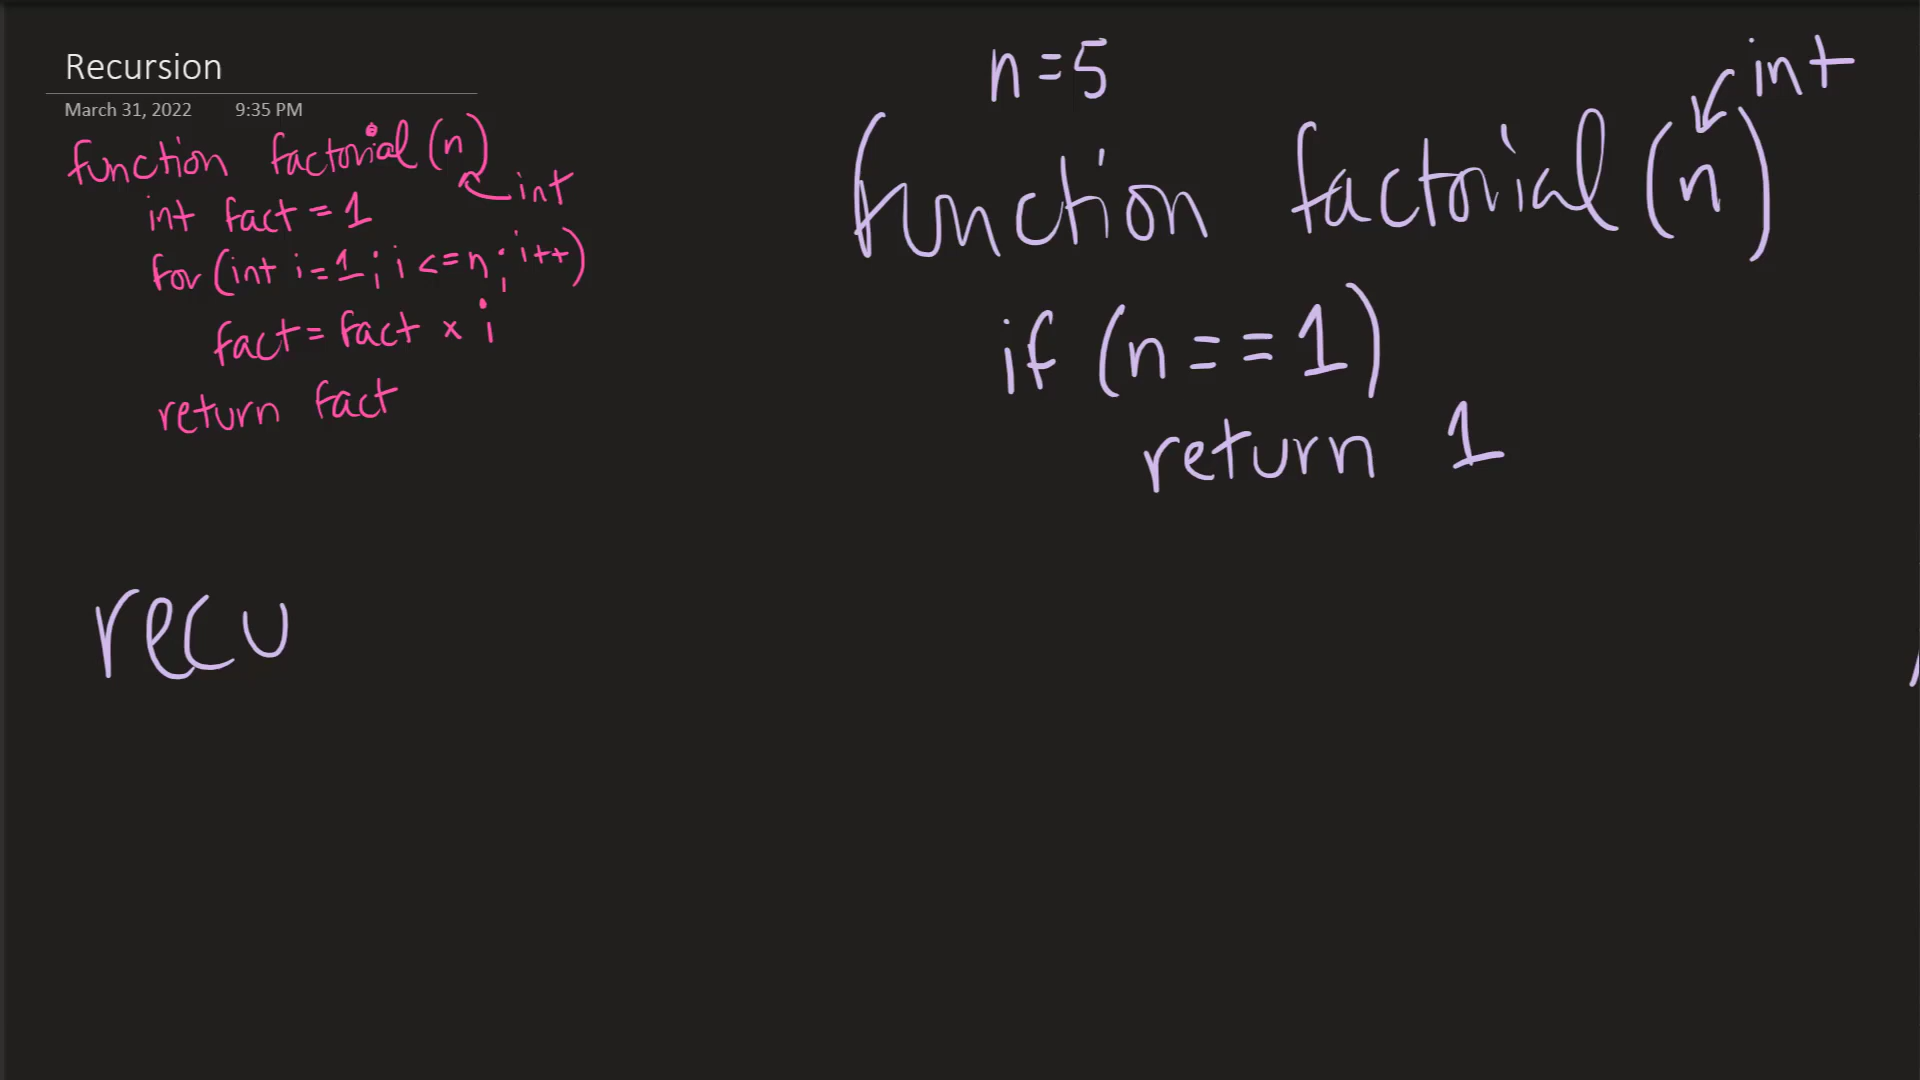 Recursion
March 31, 2022 9:35 PM
function factorial (n)
int
int fact = 1
for (int i = 1; i <= n; i++)
fact = fact x i
return fact
n = 5
int
function factorial (n)
if (n == 1)
return 1
recu